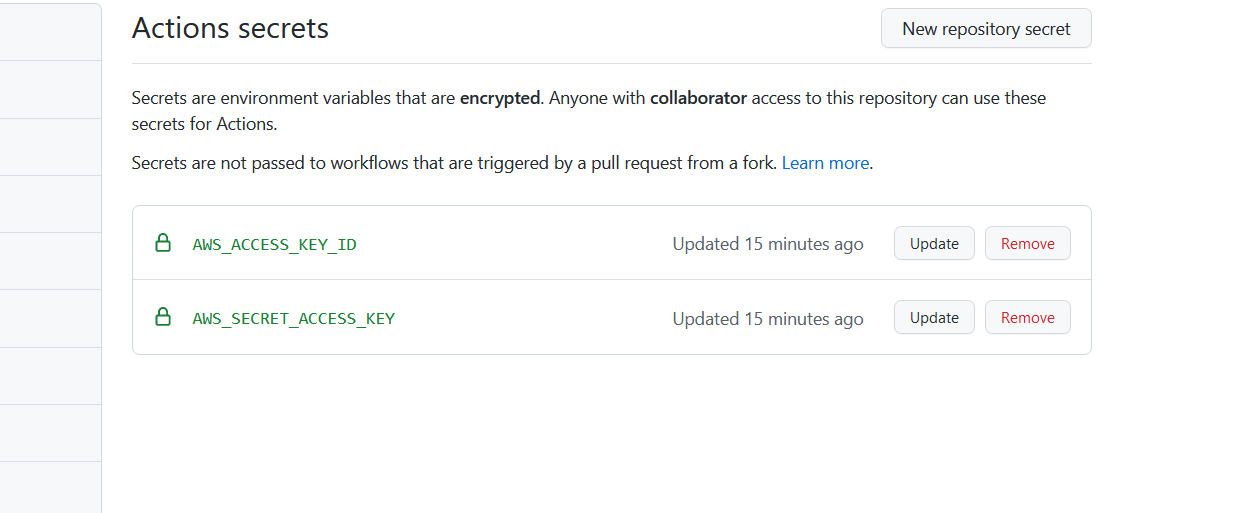 Actions secrets
New repository secret
Secrets are environment variables that are encrypted. Anyone with collaborator access to this repository can use these
secrets for Actions.
Secrets are not passed to workflows that are triggered by a pull request from a fork. Learn more.
AWS_ACCESS_KEY_ID
Updated 15 minutes ago
Update
Remove
AWS_SECRET_ACCESS_KEY
Updated 15 minutes ago
Update
Remove